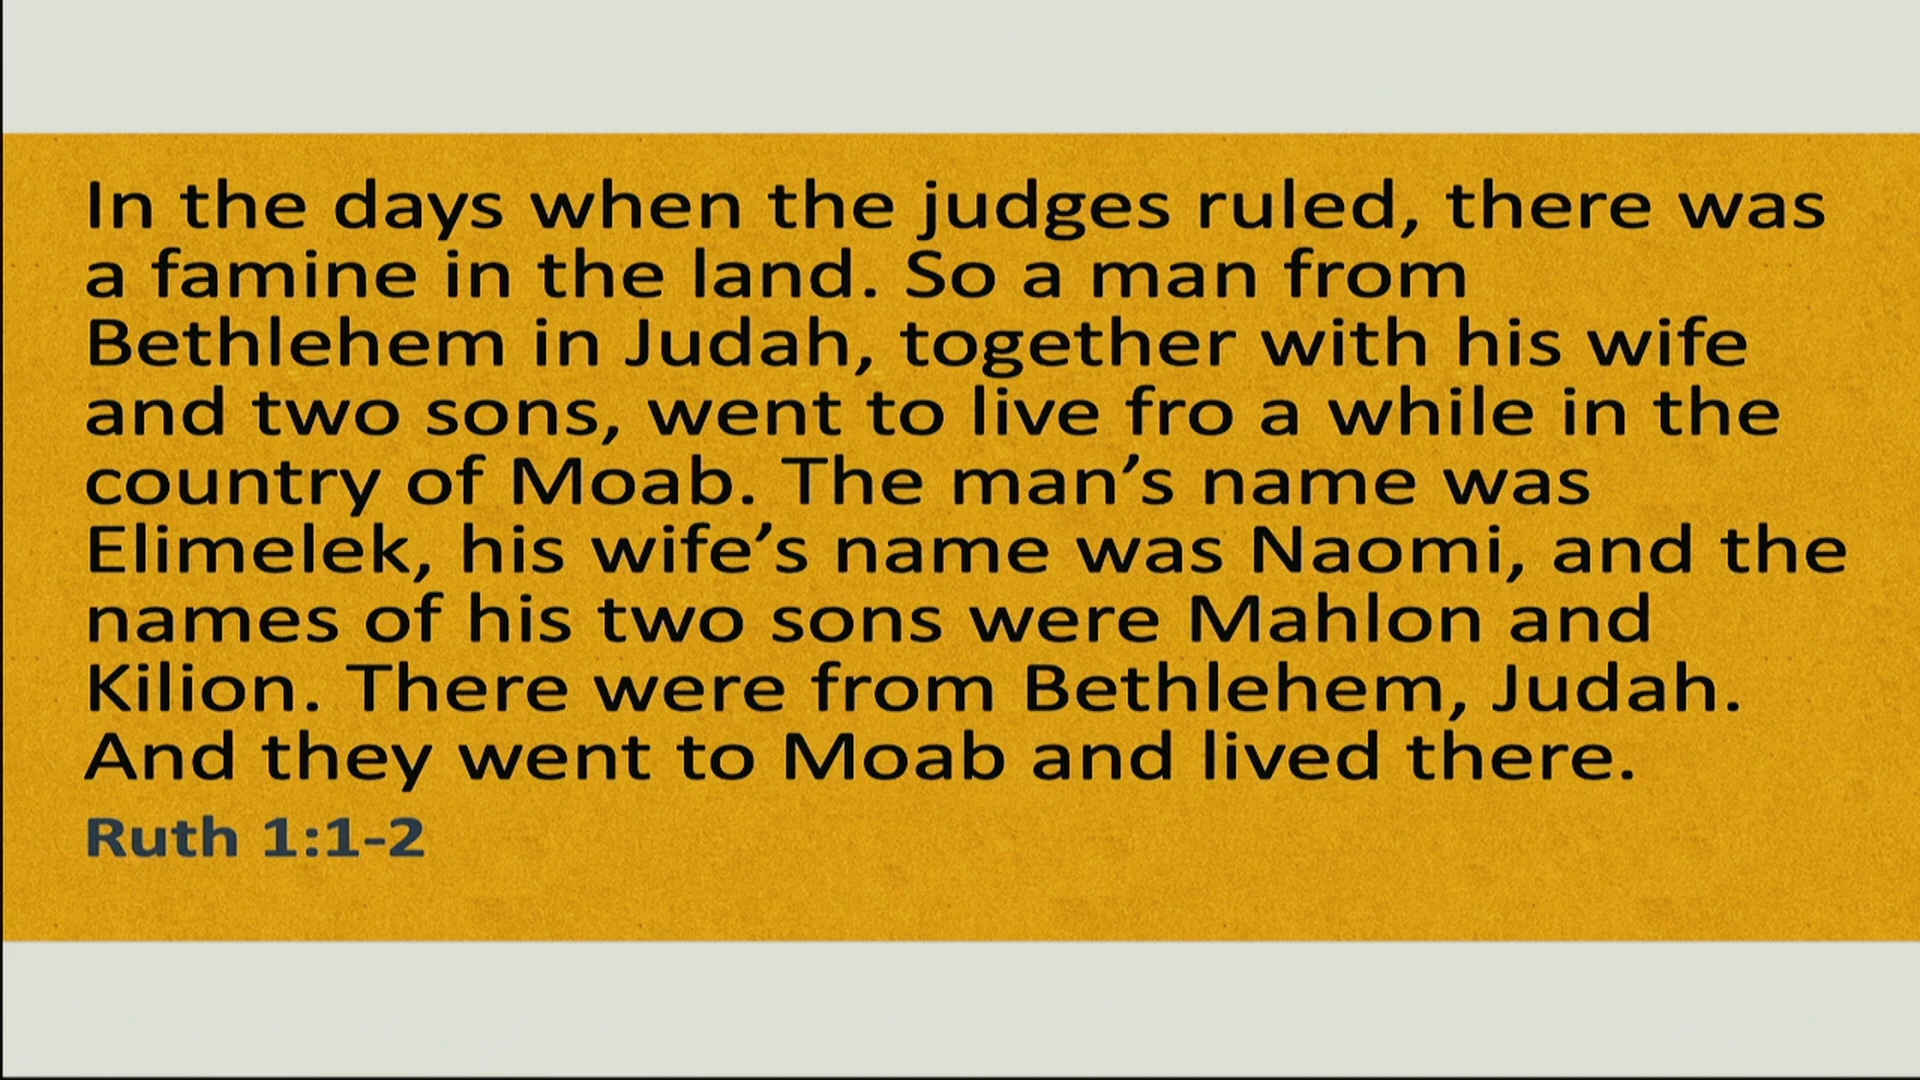 In the days when the judges ruled, there was
a famine in the land. So a man from
Bethlehem in Judah, together with his wife
and two sons, went to live fro a while in the
country of Moab. The man’s name was
Elimelek, his wife’s name was Naomi, and the
names of his two sons were Mahlon and
Kilion. There were from Bethlehem, Judah.
And they went to Moab and lived there.
Ruth 1:1-2